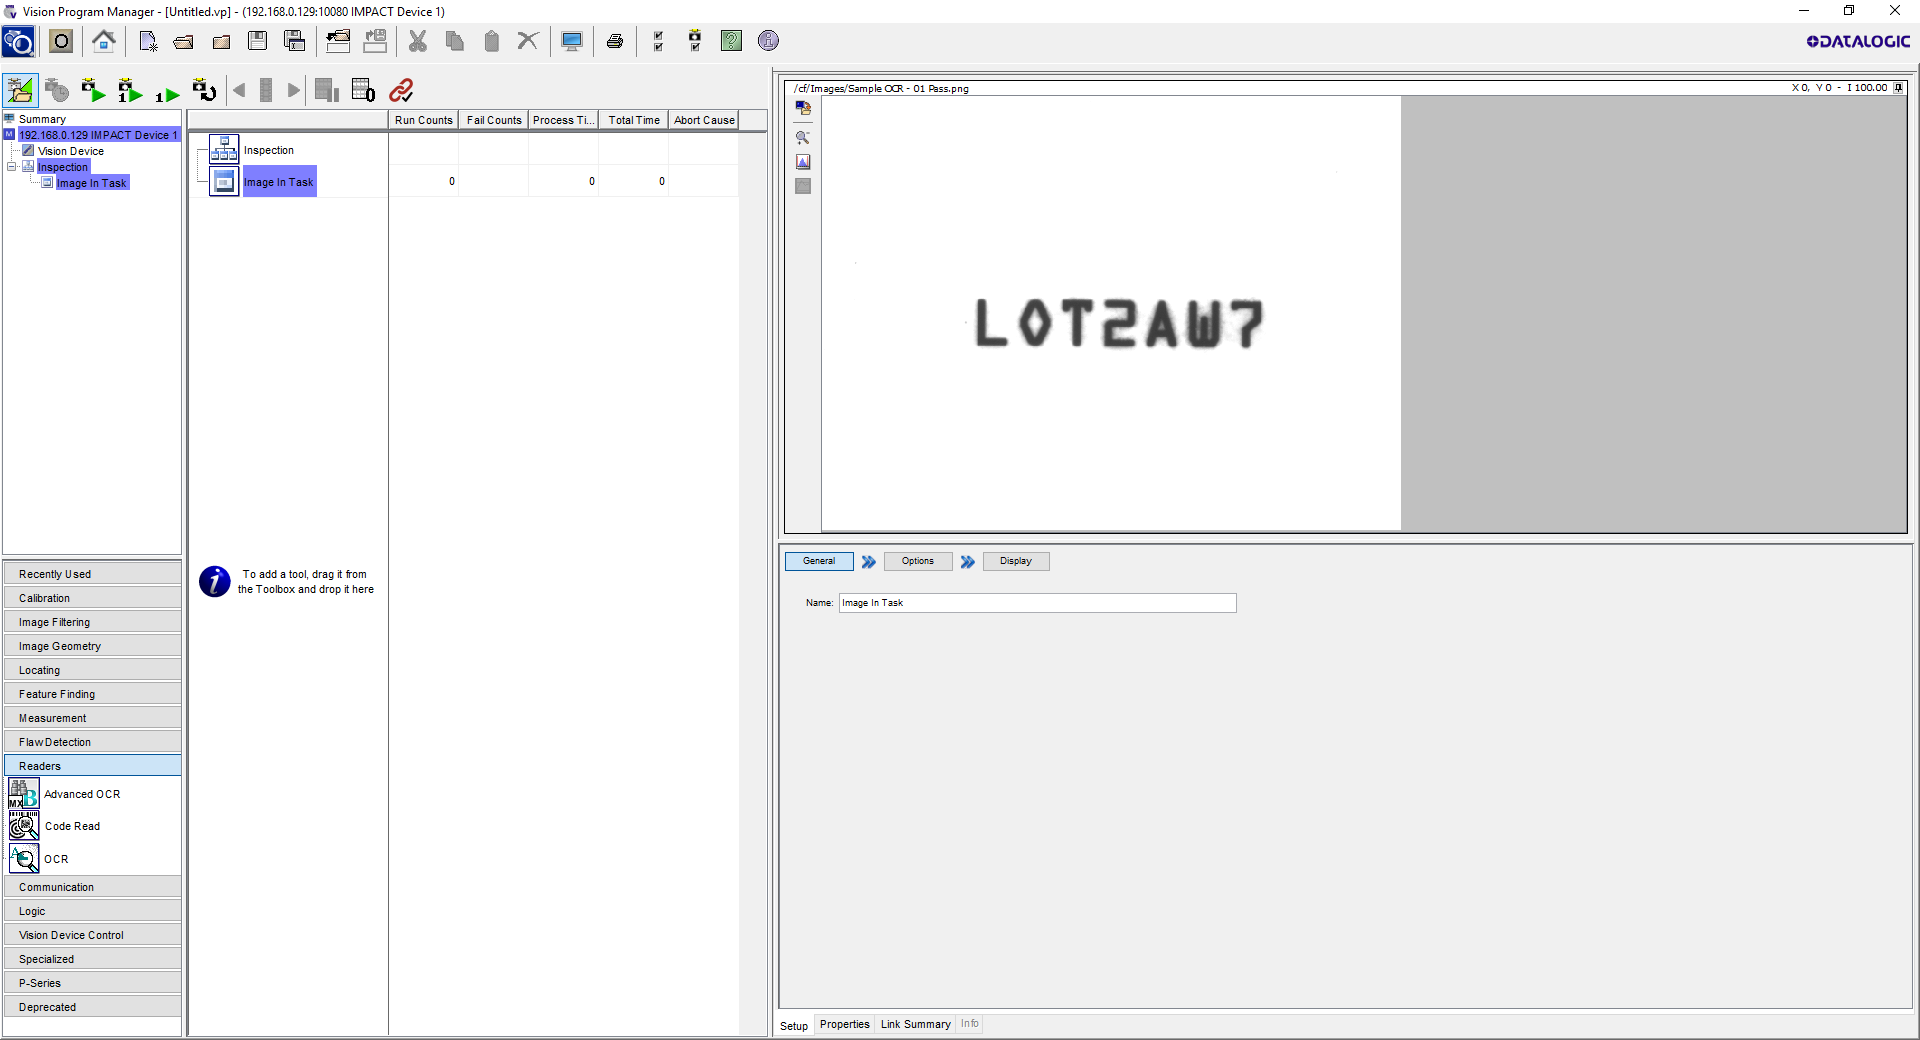 Vision Program Manager - [Untitled.vp] - (192.168.0.129:10080 IMPACT Device 1)
DATALOGIC
Summary
192.168.0.129 IMPACT Device 1
Vision Device
Inspection
Image In Task
Recently Used
Calibration
Image Filtering
Image Geometry
Locating
Feature Finding
Measurement
Flaw Detection
Readers
Advanced OCR
Code Read
OCR
Communication
Logic
Vision Device Control
Specialized
P-Series
Deprecated
Run Counts Fail Counts Process Ti... Total Time Abort Cause
Inspection
Image In Task 0 0 0
To add a tool, drag it from
the Toolbox and drop it here
/cf/Images/Sample OCR - 01 Pass.png X 0, Y 0 - I 100.00
LOT2AW7
General Options Display
Name: Image In Task
Setup Properties Link Summary Info